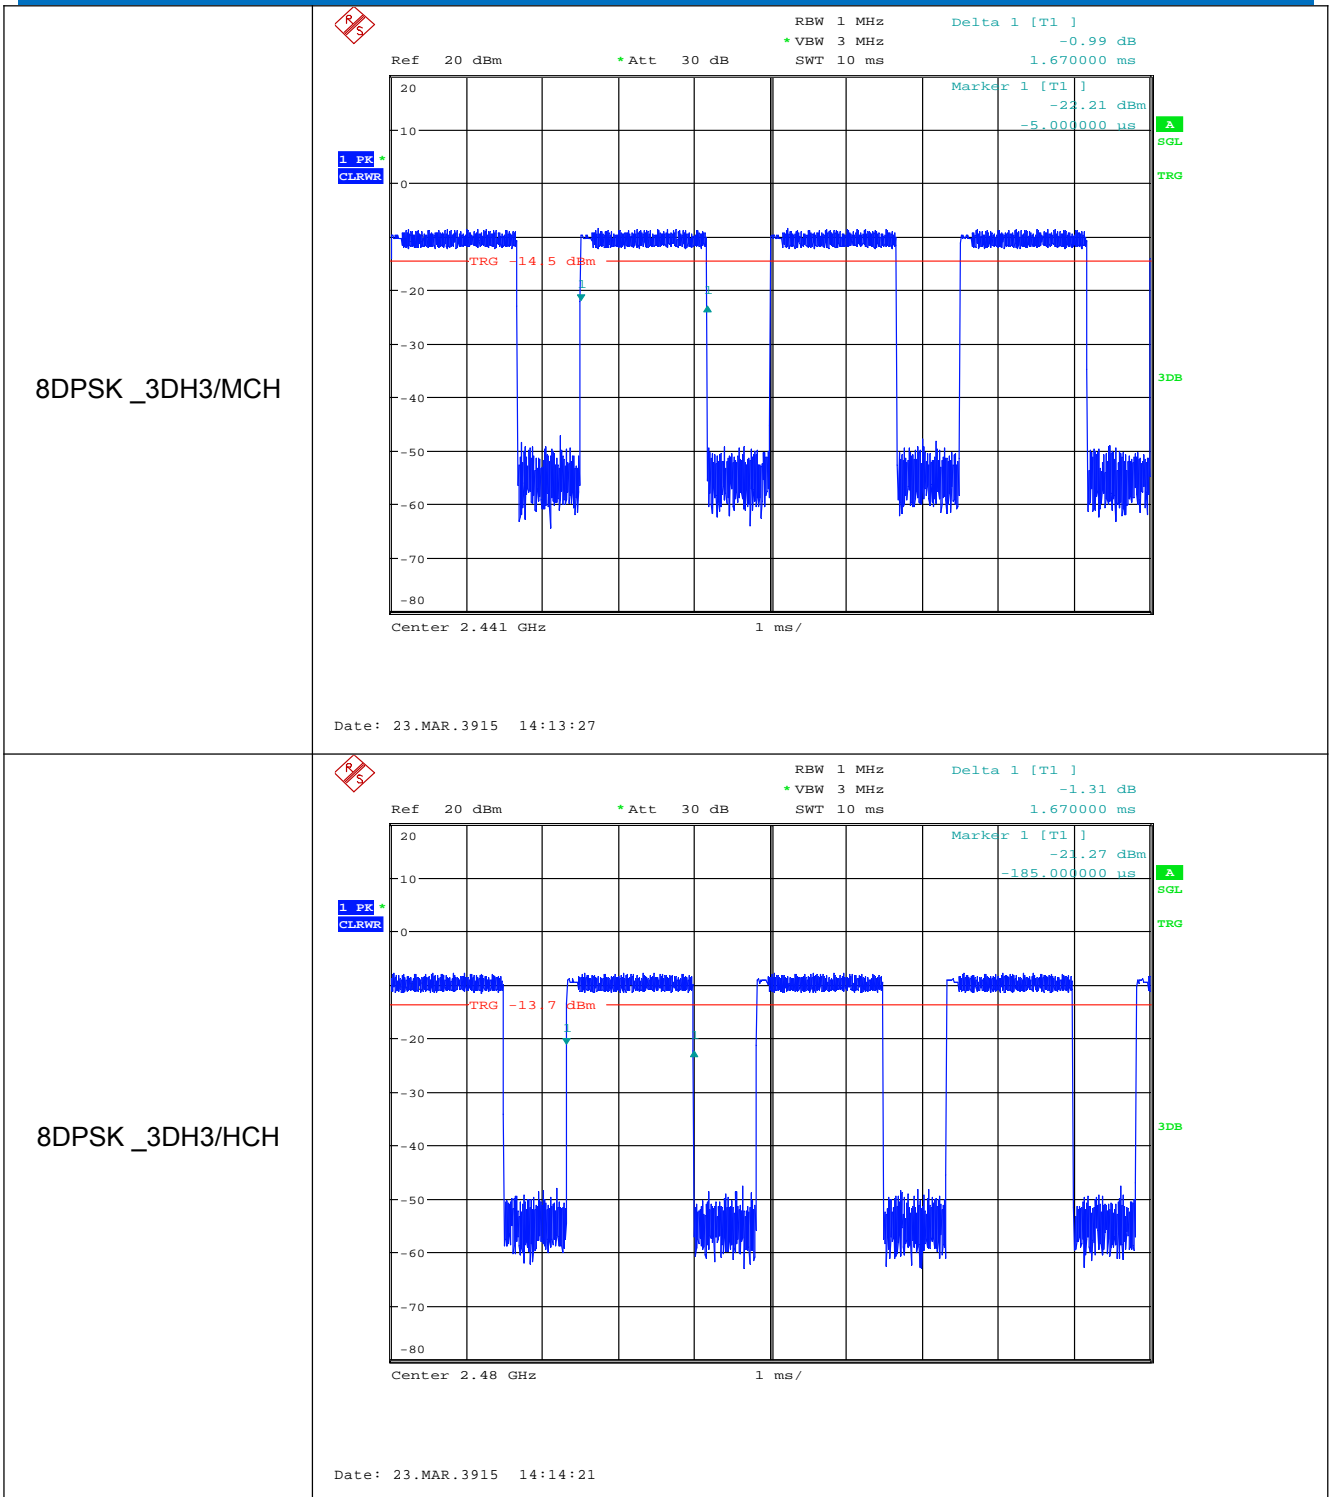 8DPSK _3DH3/MCH
R S
RBW 1 MHz
Delta 1 [T1 ]
* VBW 3 MHz
-0.99 dB
Ref 20 dBm
* Att 30 dB
SWT 10 ms
1.670000 ms
20
Marker 1 [T1 ]
-22.21 dBm
-5.000000 µs
A
10
SGL
1 PK *
CLRWR
TRG
0
TRG -14.5 dBm
1
1
-20
-30
3DB
-40
-50
-60
-70
-80
Center 2.441 GHz
1 ms/
Date: 23.MAR.3915 14:13:27
8DPSK _3DH3/HCH
R S
RBW 1 MHz
Delta 1 [T1 ]
* VBW 3 MHz
-1.31 dB
Ref 20 dBm
* Att 30 dB
SWT 10 ms
1.670000 ms
20
Marker 1 [T1 ]
-21.27 dBm
-185.000000 µs
A
10
SGL
1 PK *
CLRWR
TRG
0
TRG -13.7 dBm
1
1
-20
-30
3DB
-40
-50
-60
-70
-80
Center 2.48 GHz
1 ms/
Date: 23.MAR.3915 14:14:21